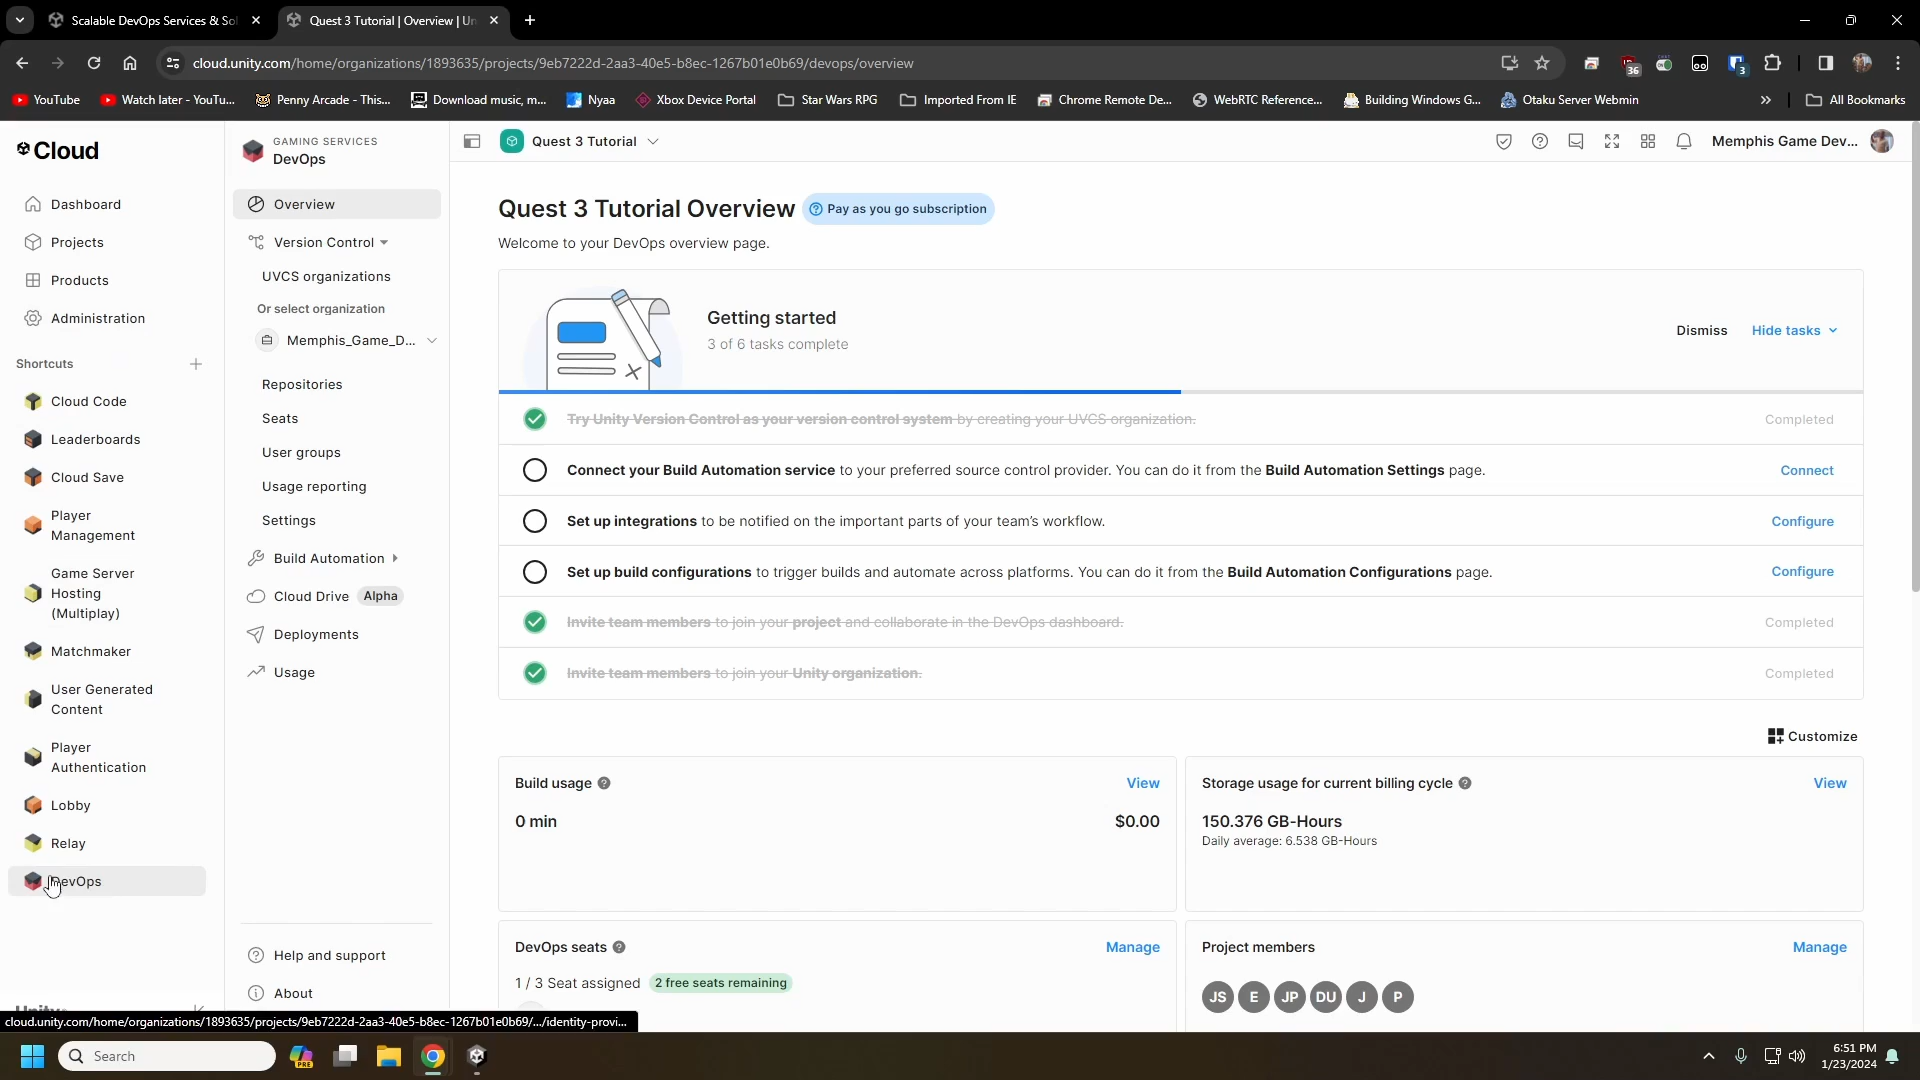 Scalable DevOps Services & So
Quest 3 Tutorial | Overview | Un
cloud.unity.com/home/organizations/1893635/projects/9eb7222d-2aa3-40e5-b8ec-1267b01e0b69/devops/overview
36
3
YouTube
Watch later - YouTu...
Penny Arcade - This...
Download music, m...
Nyaa
Xbox Device Portal
Star Wars RPG
Imported From IE
Chrome Remote De...
WebRTC Reference...
Building Windows G...
Otaku Server Webmin
All Bookmarks
Cloud
Dashboard
Projects
Products
Administration
Shortcuts
Cloud Code
Leaderboards
Cloud Save
Player
Management
Game Server
Hosting
(Multiplay)
Matchmaker
User Generated
Content
Player
Authentication
Lobby
Relay
DevOps
GAMING SERVICES
DevOps
Overview
Version Control
UVCS organizations
Or select organization
Memphis_Game_D...
Repositories
Seats
User groups
Usage reporting
Settings
Build Automation
Cloud Drive Alpha
Deployments
Usage
Help and support
About
Quest 3 Tutorial
Memphis Game Dev...
Quest 3 Tutorial Overview
Pay as you go subscription
Welcome to your DevOps overview page.
Getting started
3 of 6 tasks complete
Dismiss
Hide tasks
Try Unity Version Control as your version control system by creating your UVCS organization.
Completed
Connect your Build Automation service to your preferred source control provider. You can do it from the Build Automation Settings page.
Connect
Set up integrations to be notified on the important parts of your team's workflow.
Configure
Set up build configurations to trigger builds and automate across platforms. You can do it from the Build Automation Configurations page.
Configure
Invite team members to join your project and collaborate in the DevOps dashboard.
Completed
Invite team members to join your Unity organization.
Completed
Customize
Build usage
View
0 min
$0.00
Storage usage for current billing cycle
View
150.376 GB-Hours
Daily average: 6.538 GB-Hours
DevOps seats
Manage
1 / 3 Seat assigned
2 free seats remaining
Project members
Manage
JS
E
JP
DU
J
P
cloud.unity.com/home/organizations/1893635/projects/9eb7222d-2aa3-40e5-b8ec-1267b01e0b69/.../identity-provi...
Search
PRE
6:51 PM
1/23/2024